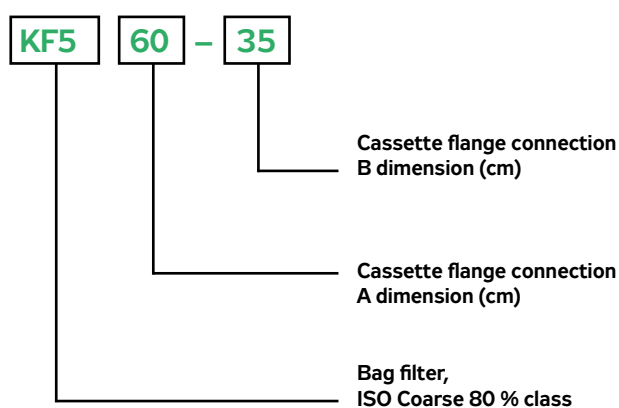 KF5 60 – 35
Cassette flange connection
B dimension (cm)
Cassette flange connection
A dimension (cm)
Bag filter,
ISO Coarse 80 % class